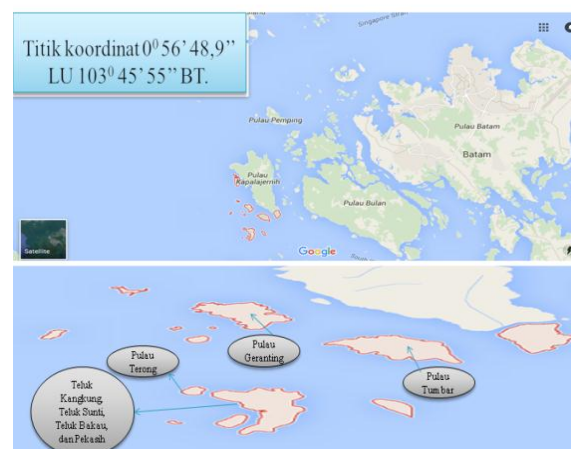 Titik koordinat 0⁰ 56’ 48,9”
LU 103⁰ 45’ 55” BT.
Singapore Strait
Pulau Pemping
Pulau Batam
Batam
Pulau
Kapalajernih
Pulau Bulan
Satellite
Google
Pulau
Geranting
Pulau
Terong
Pulau
Tumbar
Teluk
Kangkung,
Teluk Sunti,
Teluk Bakau,
dan Pekasih